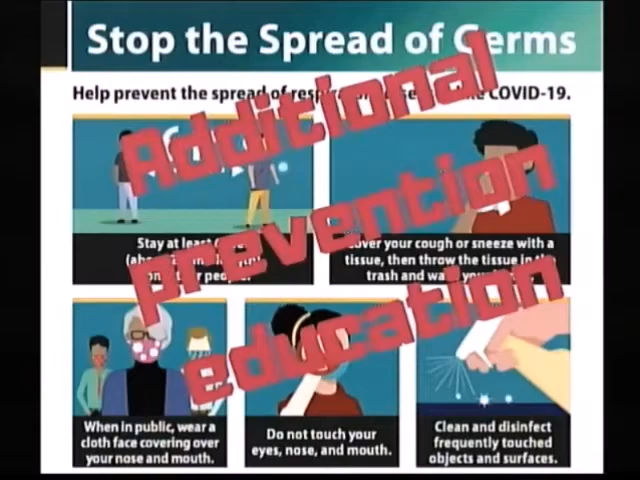 Stop the Spread of Germs
Help prevent the spread of COVID-19.
Additional
prevention
education
Stay at least
other people.
cover your cough or sneeze with a
tissue, then throw the tissue in
trash and
When in public, wear a
cloth face covering over
your nose and mouth.
Do not touch your
eyes, nose, and mouth.
Clean and disinfect
frequently touched
objects and surfaces.